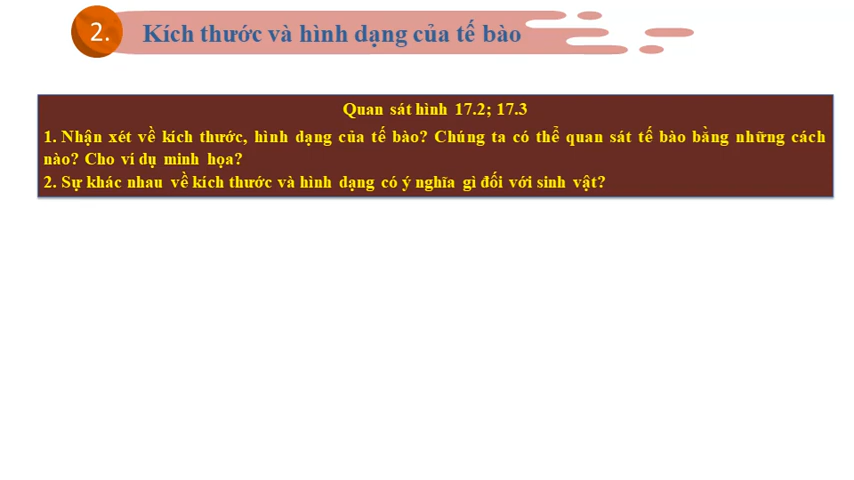 2. Kích thước và hình dạng của tế bào
Quan sát hình 17.2; 17.3
1. Nhận xét về kích thước, hình dạng của tế bào? Chúng ta có thể quan sát tế bào bằng những cách
nào? Cho ví dụ minh họa?
2. Sự khác nhau về kích thước và hình dạng có ý nghĩa gì đối với sinh vật?